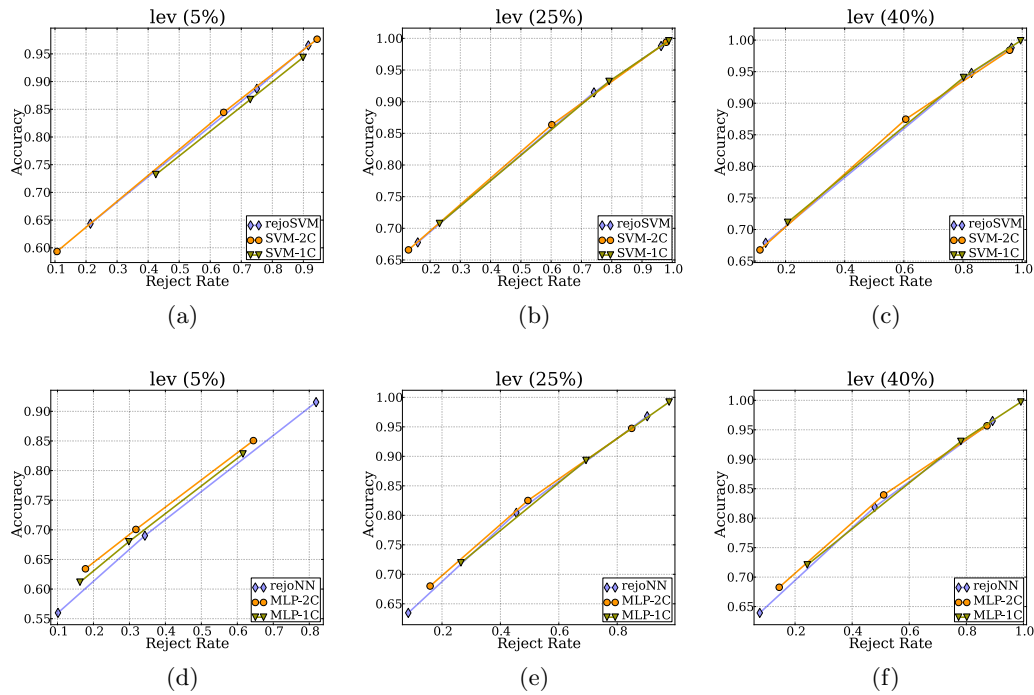 lev (5%)
Accuracy
0.95
0.90
0.85
0.80
0.75
0.70
0.65
0.60
0.1 0.2 0.3 0.4 0.5 0.6 0.7 0.8 0.9
Reject Rate
rejoSVM
SVM-2C
SVM-1C
(a)
lev (25%)
Accuracy
1.00
0.95
0.90
0.85
0.80
0.75
0.70
0.65
0.2 0.3 0.4 0.5 0.6 0.7 0.8 0.9 1.0
Reject Rate
rejoSVM
SVM-2C
SVM-1C
(b)
lev (40%)
Accuracy
1.00
0.95
0.90
0.85
0.80
0.75
0.70
0.65
0.2 0.4 0.6 0.8 1.0
Reject Rate
rejoSVM
SVM-2C
SVM-1C
(c)
lev (5%)
Accuracy
0.90
0.85
0.80
0.75
0.70
0.65
0.60
0.55
0.1 0.2 0.3 0.4 0.5 0.6 0.7 0.8
Reject Rate
rejoNN
MLP-2C
MLP-1C
(d)
lev (25%)
Accuracy
1.00
0.95
0.90
0.85
0.80
0.75
0.70
0.65
0.2 0.4 0.6 0.8
Reject Rate
rejoNN
MLP-2C
MLP-1C
(e)
lev (40%)
Accuracy
1.00
0.95
0.90
0.85
0.80
0.75
0.70
0.65
0.2 0.4 0.6 0.8 1.0
Reject Rate
rejoNN
MLP-2C
MLP-1C
(f)